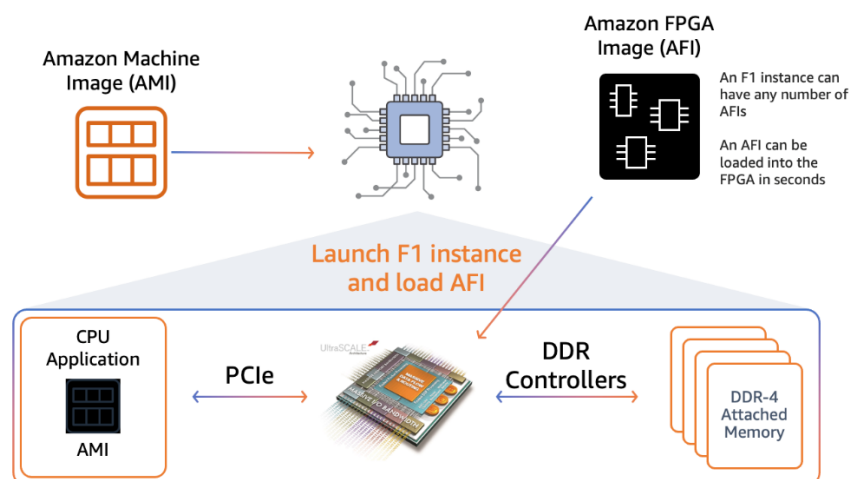 Amazon Machine
Image (AMI)
Amazon FPGA
Image (AFI)
An F1 instance can
have any number of
AFIs
An AFI can be
loaded into the
FPGA in seconds
Launch F1 instance
and load AFI
CPU
Application
AMI
PCIe
UltraSCALE
MASSIVE I/O BANDWIDTH
DDR
Controllers
DDR-4
Attached
Memory